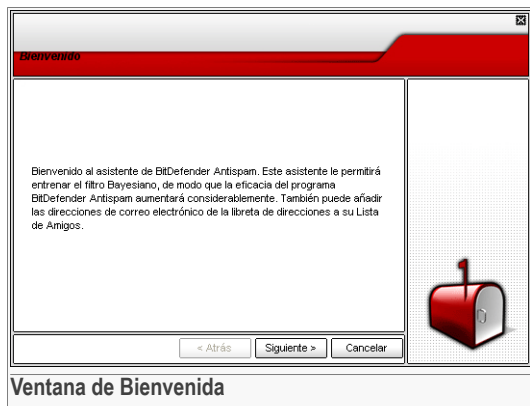 Bienvenido
Bienvenido al asistente de BitDefender Antispam. Este asistente le permitirá
entrenar el filtro Bayesiano, de modo que la eficacia del programa
BitDefender Antispam aumentará considerablemente. También puede añadir
las direcciones de correo electrónico de la libreta de direcciones a su Lista
de Amigos.
< Atrás Siguiente > Cancelar
Ventana de Bienvenida